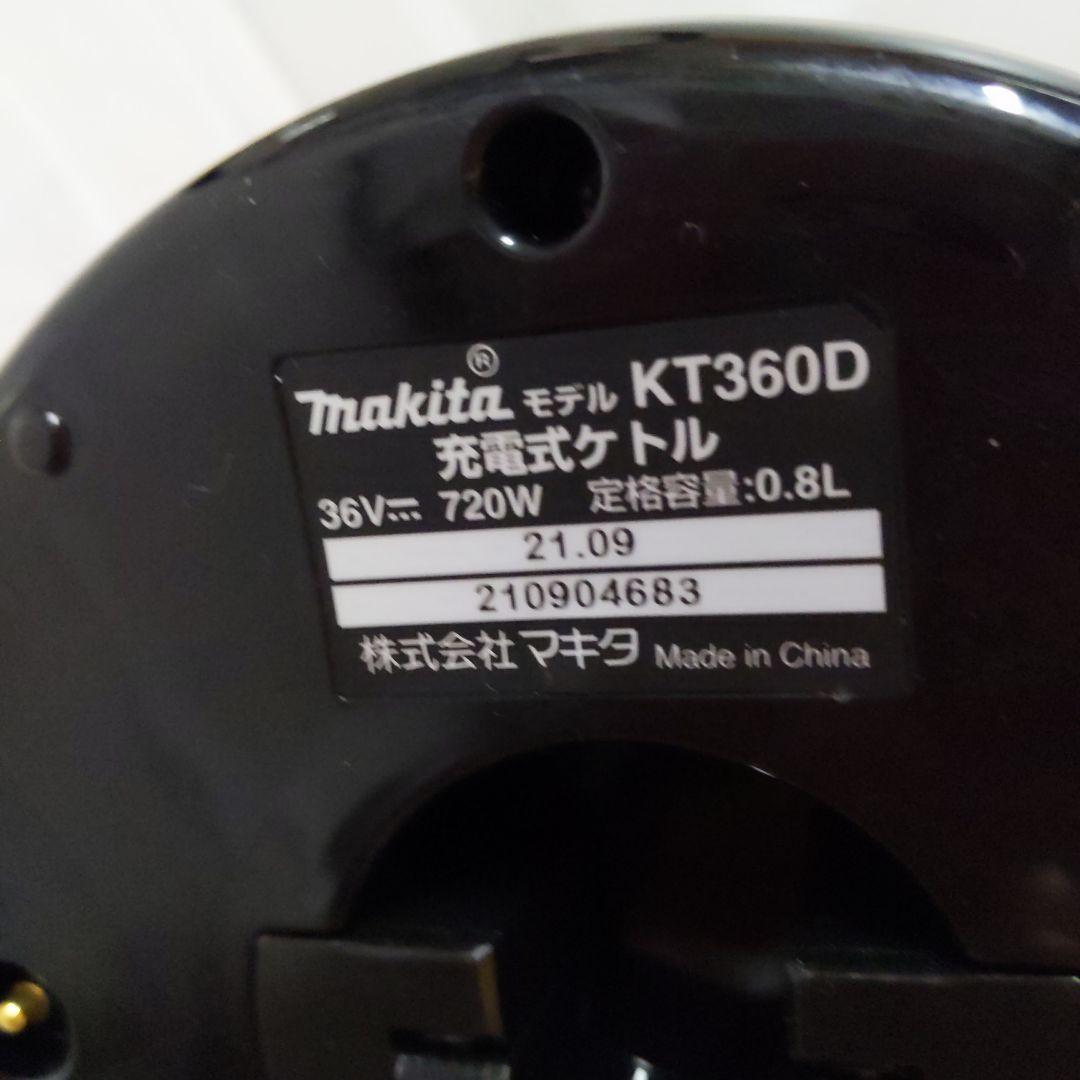 makita® モデル KT360D
充電式ケトル
36V⎓ 720W 定格容量:0.8L
21.09
210904683
株式会社マキタ Made in China